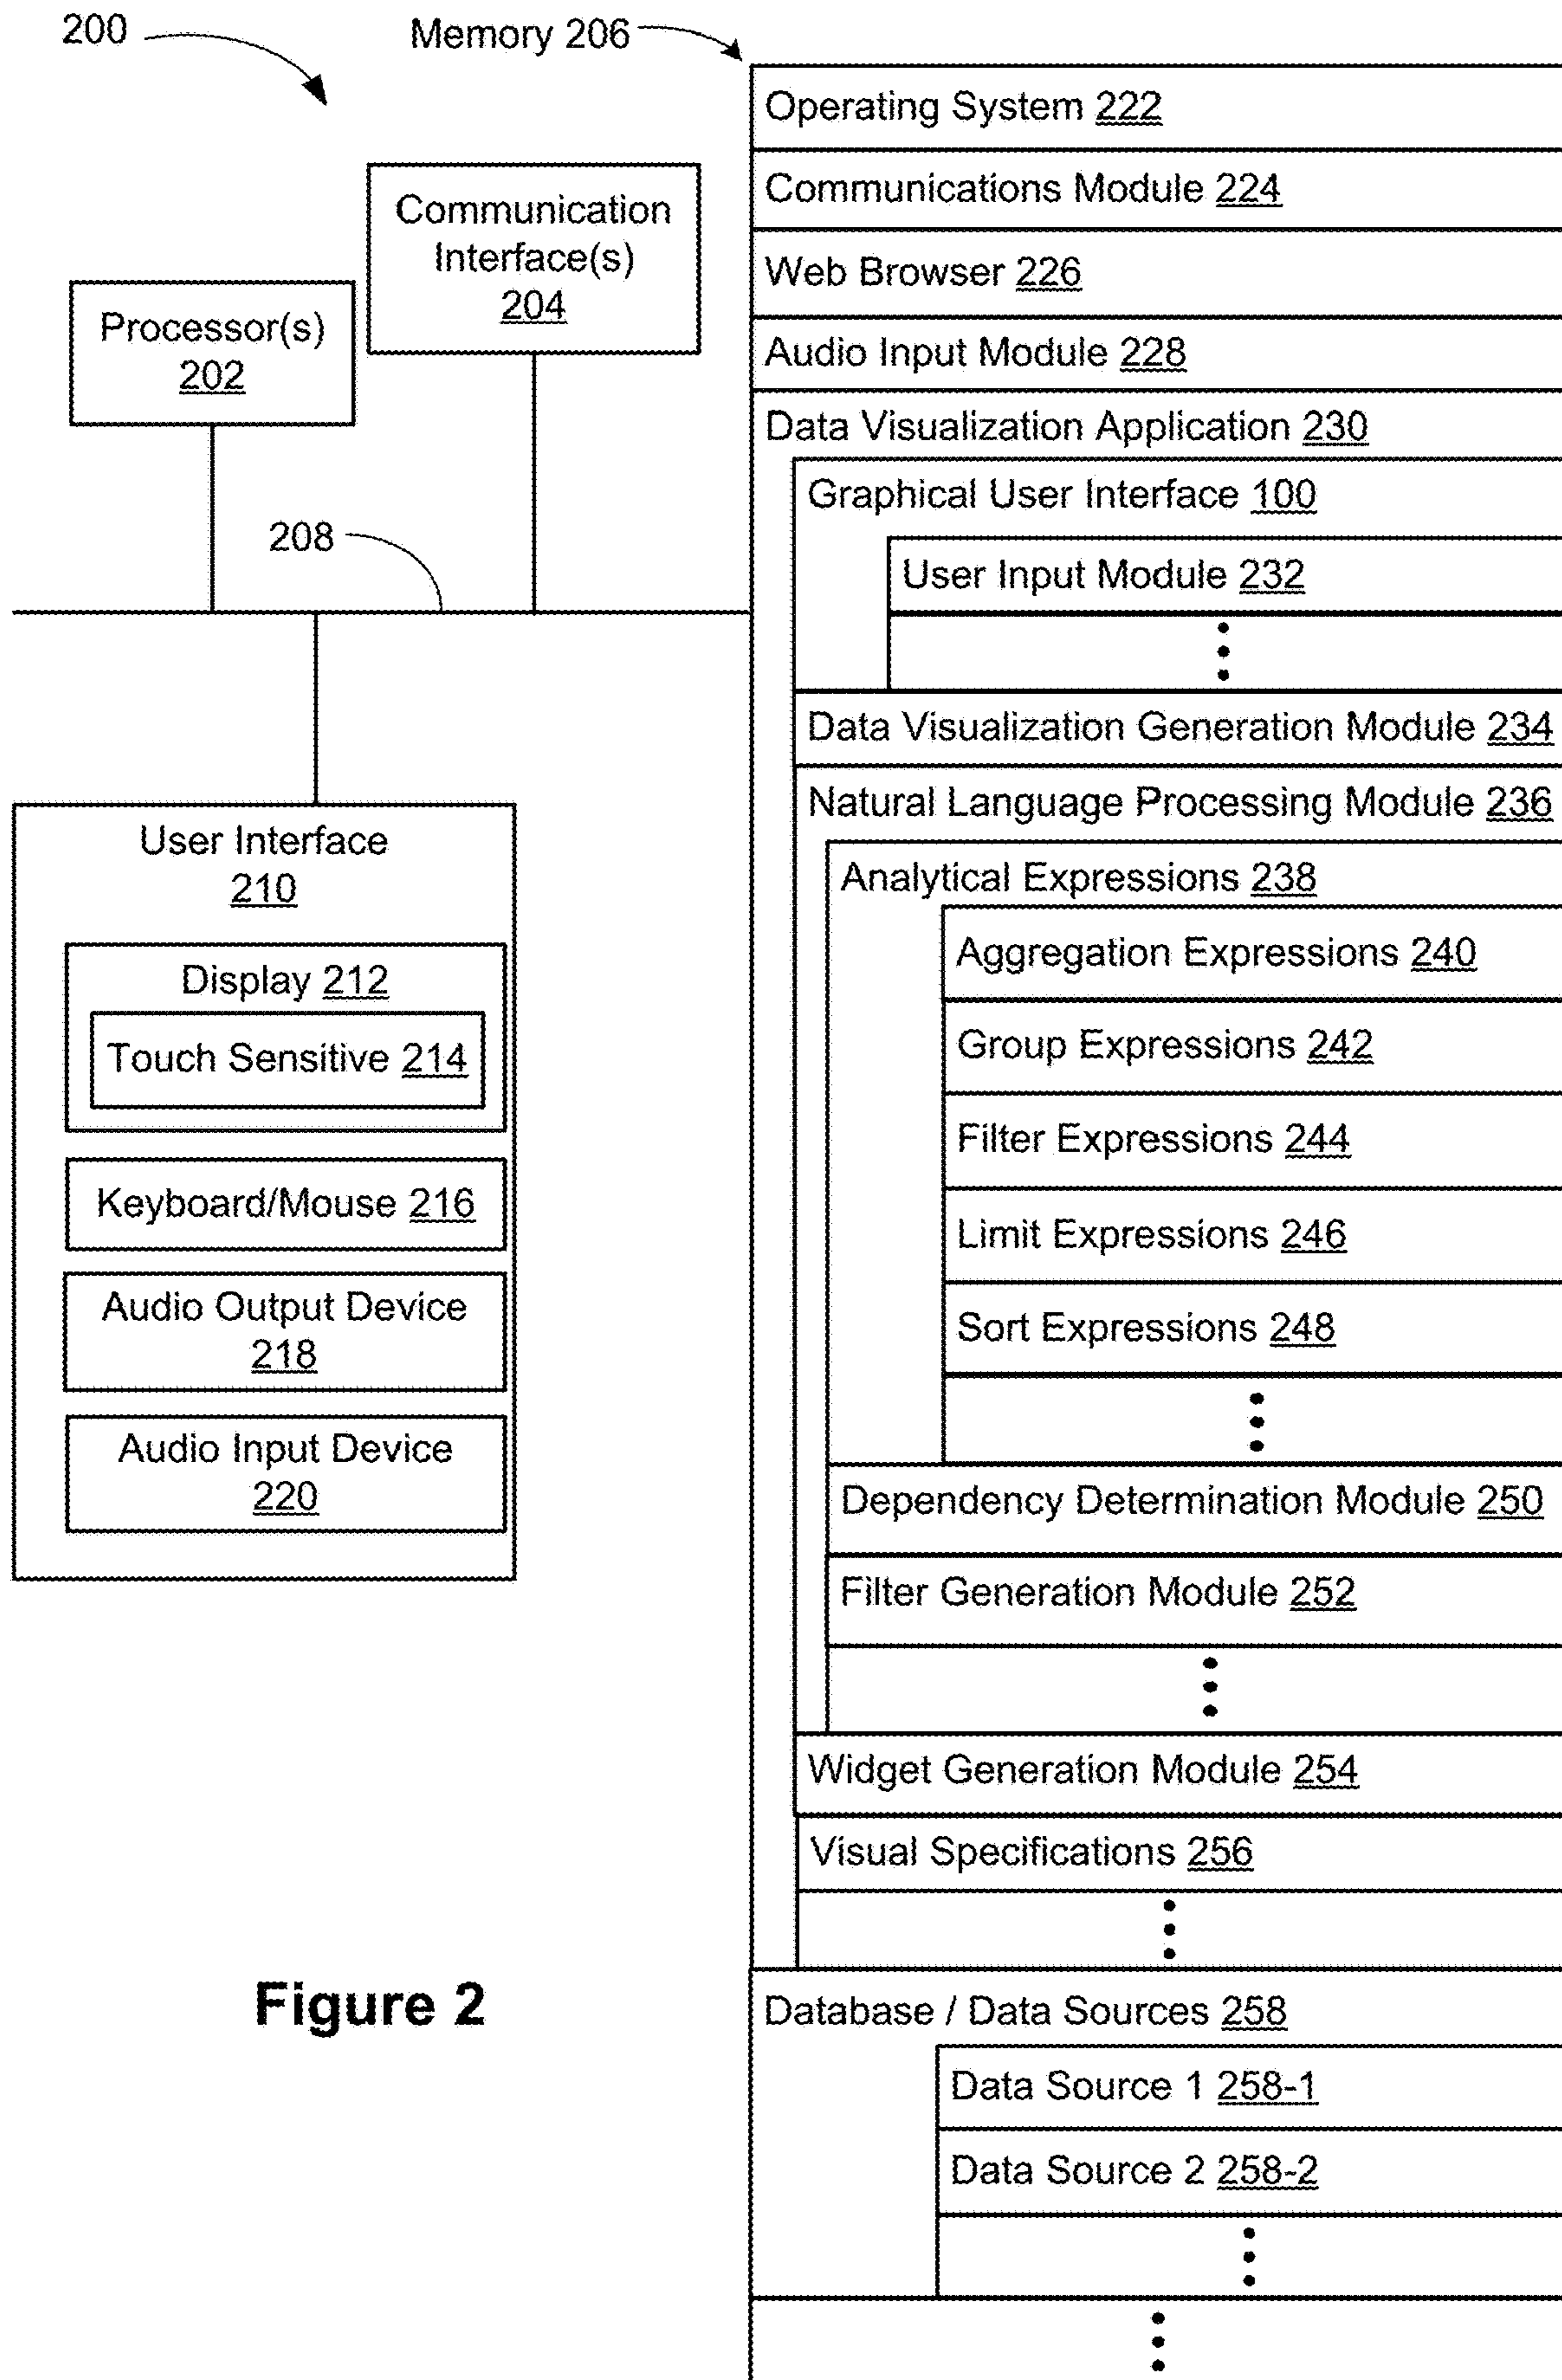 200
Memory 206
Operating System 222
Communications Module 224
Web Browser 226
Audio Input Module 228
Data Visualization Application 230
Graphical User Interface 100
User Input Module 232
Data Visualization Generation Module 234
Natural Language Processing Module 236
Analytical Expressions 238
Aggregation Expressions 240
Group Expressions 242
Filter Expressions 244
Limit Expressions 246
Sort Expressions 248
Dependency Determination Module 250
Filter Generation Module 252
Widget Generation Module 254
Visual Specifications 256
Database / Data Sources 258
Data Source 1 258-1
Data Source 2 258-2
Communication
Interface(s)
204
Processor(s)
202
208
User Interface
210
Display 212
Touch Sensitive 214
Keyboard/Mouse 216
Audio Output Device
218
Audio Input Device
220
Figure 2